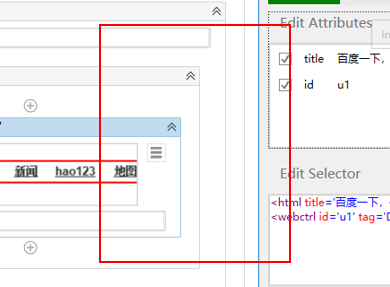 Edit Attributes
title 百度一下，
id u1
新闻 hao123 地图
Edit Selector
<html title='百度一下，
<webctrl id='u1' tag='